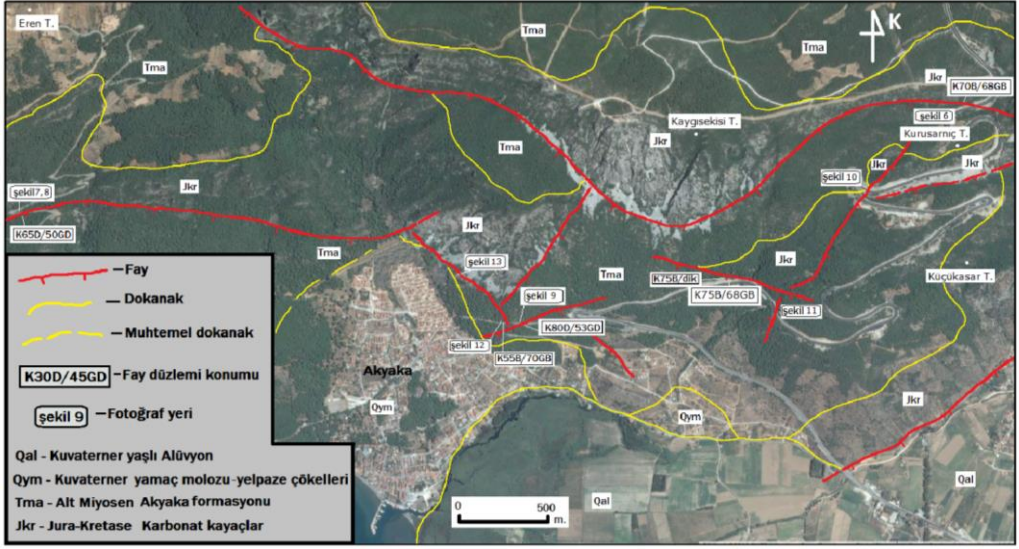 Eren T.
Tma
K
Tma
Tma
Jkr
K70B/68GB
Kaygısekisi T.
şekil 6
Kurusarnıç T.
Tma
Jkr
Jkr
Jkr
Jkr
şekil 10
şekil7,8
K65D/50GD
Jkr
Tma
şekil 13
Tma
Jkr
K75B/dik
K75B/68GB
Küçükasar T.
şekil 9
şekil 11
K80D/53GD
şekil 12
K55B/70GB
Akyaka
Qym
Qym
Jkr
Qal
Qal
Fay
Dokanak
Muhtemel dokanak
K30D/45GD - Fay düzlemi konumu
şekil 9 - Fotoğraf yeri
Qal - Kuvaterner yaşlı Alüvyon
Qym - Kuvaterner yamaç molozu-yelpaze çökelleri
Tma - Alt Miyosen Akyaka formasyonu
Jkr - Jura-Kretase Karbonat kayaçlar
0 500
m.